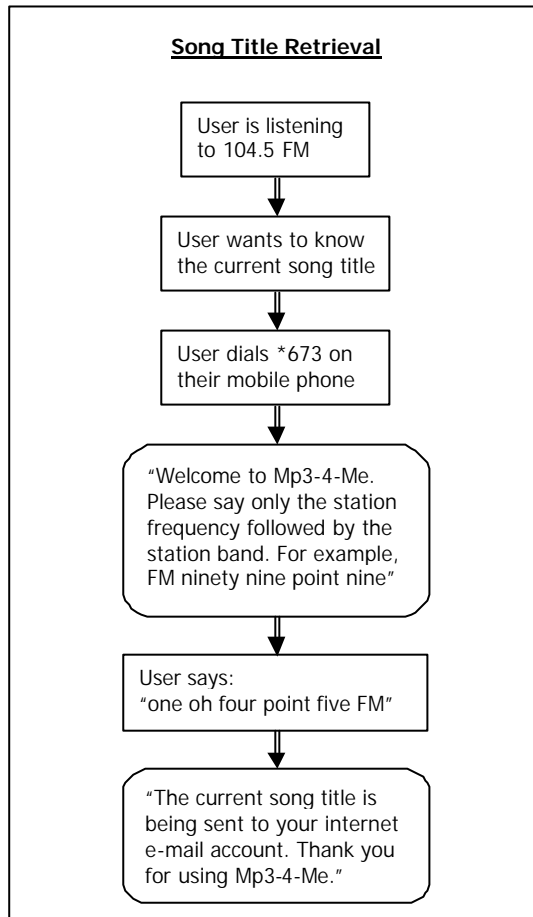 Song Title Retrieval
User is listening
to 104.5 FM
User wants to know
the current song title
User dials *673 on
their mobile phone
“Welcome to Mp3-4-Me.
Please say only the station
frequency followed by the
station band. For example,
FM ninety nine point nine”
User says:
“one oh four point five FM”
“The current song title is
being sent to your internet
e-mail account. Thank you
for using Mp3-4-Me.”